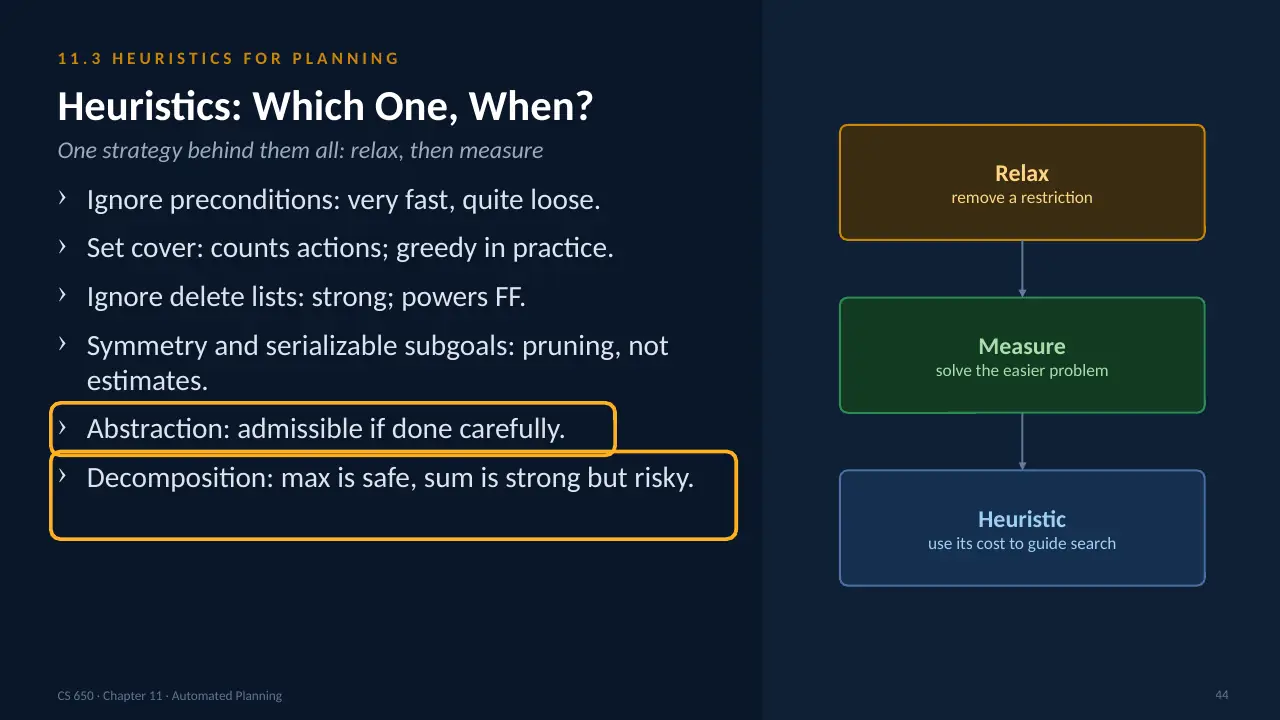 11.3 HEURISTICS FOR PLANNING
Heuristics: Which One, When?
One strategy behind them all: relax, then measure
› Ignore preconditions: very fast, quite loose.
› Set cover: counts actions; greedy in practice.
› Ignore delete lists: strong; powers FF.
› Symmetry and serializable subgoals: pruning, not
estimates.
› Abstraction: admissible if done carefully.
› Decomposition: max is safe, sum is strong but risky.
Relax
remove a restriction
Measure
solve the easier problem
Heuristic
use its cost to guide search
CS 650 · Chapter 11 · Automated Planning
44